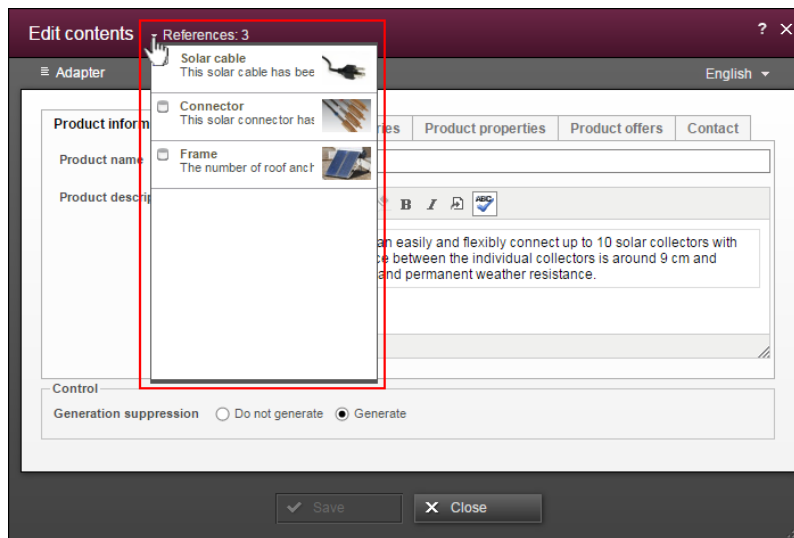 Edit contents
References: 3
?
Solar cable
This solar cable has bee
Connector
This solar connector has
Frame
The number of roof anch
Adapter
English
Product inform
ries
Product properties
Product offers
Contact
Product name
Product descrip
B I
ABC
an easily and flexibly connect up to 10 solar collectors with
ce between the individual collectors is around 9 cm and
and permanent weather resistance.
Control
Generation suppression
Do not generate
Generate
Save
Close